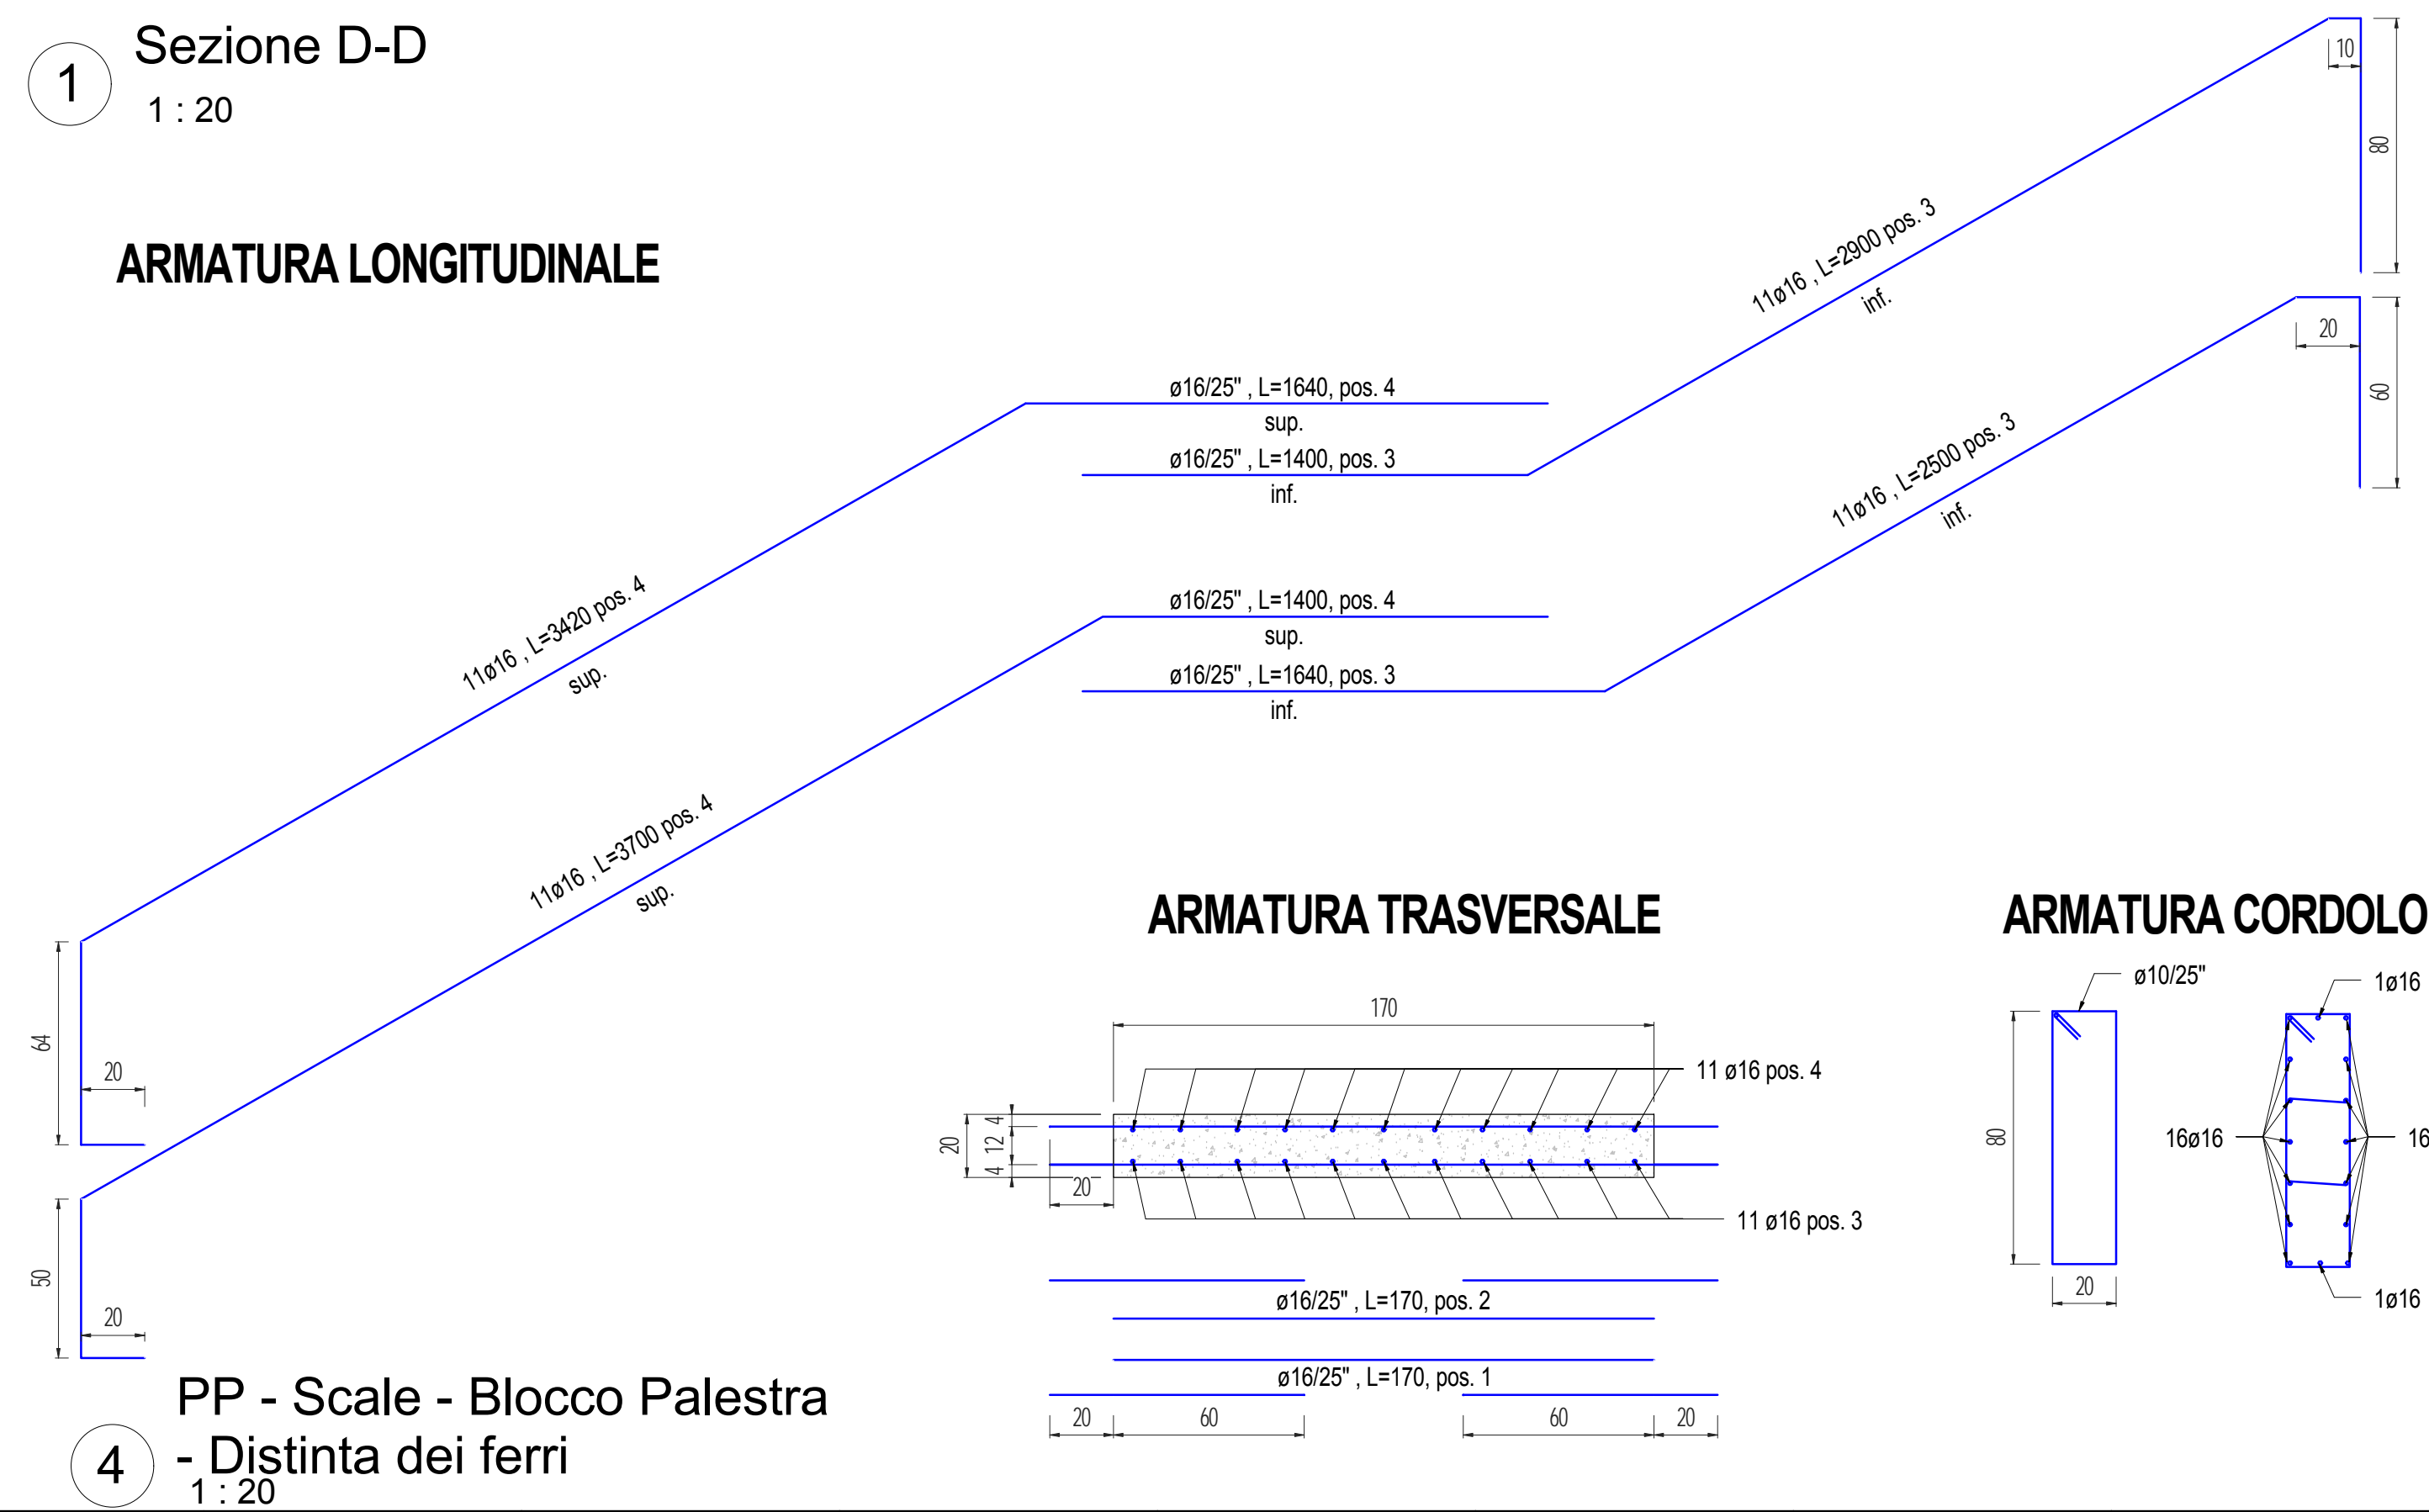 1
Sezione D-D
1 : 20
ARMATURA LONGITUDINALE
10
80
11ø16 , L=2900 pos. 3
inf.
20
60
11ø16 , L=2500 pos. 3
inf.
ø16/25" , L=1640, pos. 4
sup.
ø16/25" , L=1400, pos. 3
inf.
11ø16 , L=3420 pos. 4
sup.
ø16/25" , L=1400, pos. 4
sup.
ø16/25" , L=1640, pos. 3
inf.
11ø16 , L=3700 pos. 4
sup.
64
20
50
20
ARMATURA TRASVERSALE
170
11 ø16 pos. 4
20
4
12
4
20
11 ø16 pos. 3
ø16/25" , L=170, pos. 2
ø16/25" , L=170, pos. 1
20
60
60
20
ARMATURA CORDOLO
ø10/25"
80
20
1ø16
16ø16
16
1ø16
4
PP - Scale - Blocco Palestra
- Distinta dei ferri
1 : 20